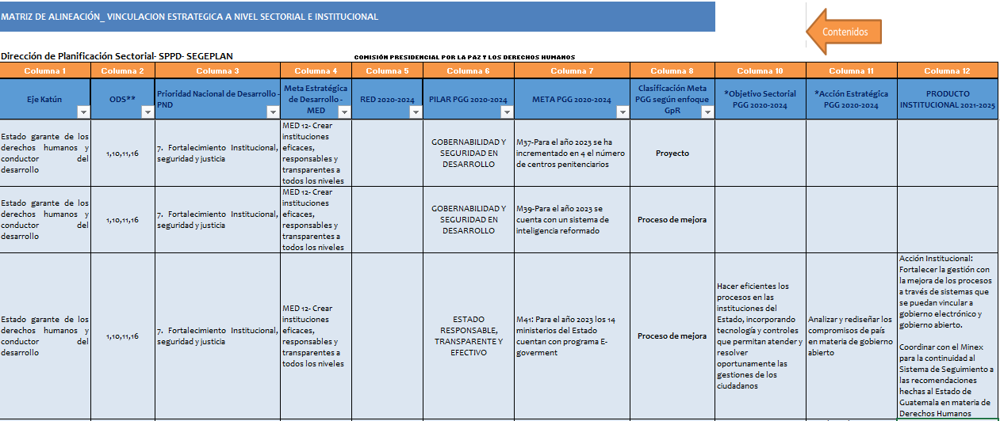 MATRIZ DE ALINEACIÓN_ VINCULACION ESTRATEGICA A NIVEL SECTORIAL E INSTITUCIONAL
Contenidos
Dirección de Planificación Sectorial- SPPD- SEGEPLAN
COMISIÓN PRESIDENCIAL POR LA PAZ Y LOS DERECHOS HUMANOS
Columna 1
Columna 2
Columna 3
Columna 4
Columna 5
Columna 6
Columna 7
Columna 8
Columna 10
Columna 11
Columna 12
Eje Katún
ODS**
Prioridad Nacional de Desarrollo -
PND
Meta Estratégica
de Desarrollo -
MED
RED 2020-2024
PILAR PGG 2020-2024
META PGG 2020-2024
Clasificación Meta
PGG según enfoque
GpR
*Objetivo Sectorial
PGG 2020-2024
*Acción Estratégica
PGG 2020-2024
PRODUCTO
INSTITUCIONAL 2021-2025
Estado garante de los
derechos humanos y
conductor del
desarrollo
1,10,11,16
7. Fortalecimiento Institucional,
seguridad y justicia
MED 12- Crear
instituciones
eficaces,
responsables y
transparentes a
todos los niveles
GOBERNABILIDAD Y
SEGURIDAD EN
DESARROLLO
M37-Para el año 2023 se ha
incrementado en 4 el número
de centros penitenciarios
Proyecto
Estado garante de los
derechos humanos y
conductor del
desarrollo
1,10,11,16
7. Fortalecimiento Institucional,
seguridad y justicia
MED 12- Crear
instituciones
eficaces,
responsables y
transparentes a
todos los niveles
GOBERNABILIDAD Y
SEGURIDAD EN
DESARROLLO
M39-Para el año 2023 se
cuenta con un sistema de
inteligencia reformado
Proceso de mejora
Estado garante de los
derechos humanos y
conductor del
desarrollo
1,10,11,16
7. Fortalecimiento Institucional,
seguridad y justicia
MED 12- Crear
instituciones
eficaces,
responsables y
transparentes a
todos los niveles
ESTADO
RESPONSABLE,
TRANSPARENTE Y
EFECTIVO
M41: Para el año 2023 los 14
ministerios del Estado
cuentan con programa E-
goverment
Proceso de mejora
Hacer eficientes los
procesos en las
instituciones del
Estado, incorporando
tecnología y controles
que permitan atender y
resolver
oportunamente las
gestiones de los
ciudadanos
Analizar y rediseñar los
compromisos de país
en materia de gobierno
abierto
Acción Institucional:
Fortalecer la gestión con
la mejora de los procesos
a través de sistemas que
se puedan vincular a
gobierno electrónico y
gobierno abierto.
Coordinar con el Minex
para la continuidad al
Sistema de Seguimiento a
las recomendaciones
hechas al Estado de
Guatemala en materia de
Derechos Humanos